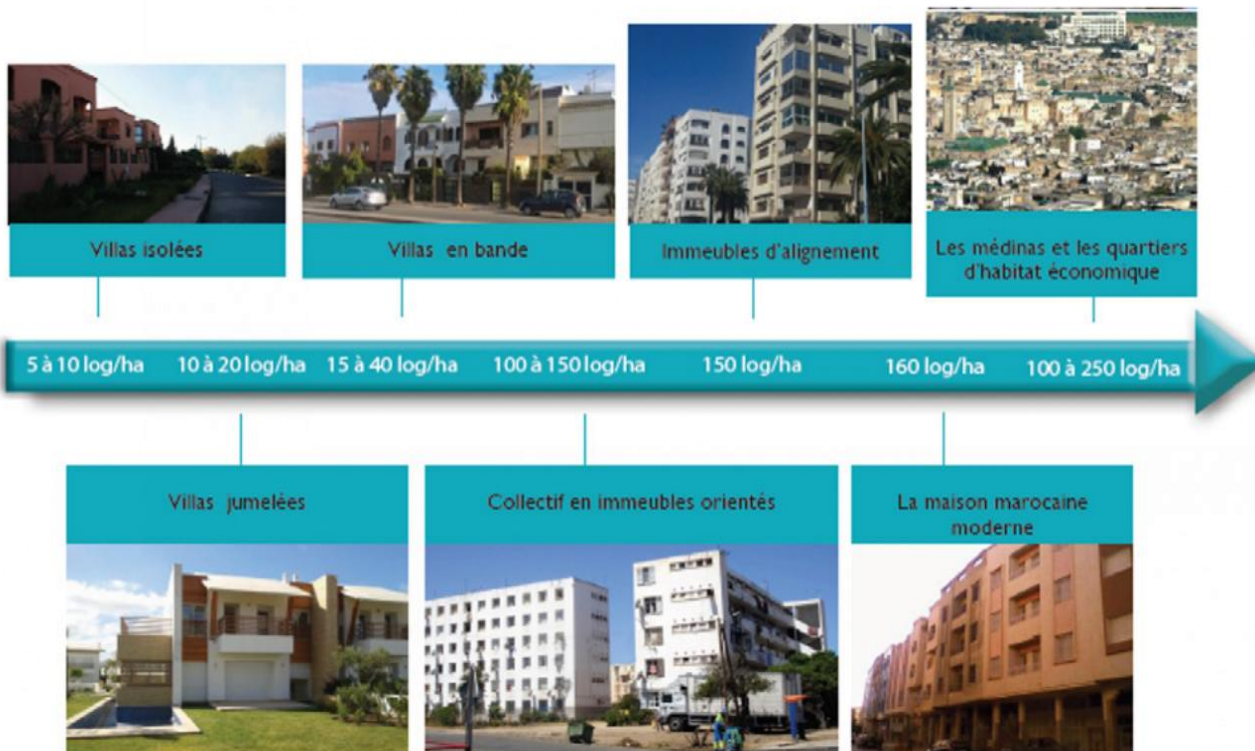 Villas isolées
Villas en bande
Immeubles d'alignement
Les médinas et les quartiers
d'habitat économique
5 à 10 log/ha
10 à 20 log/ha
15 à 40 log/ha
100 à 150 log/ha
150 log/ha
160 log/ha
100 à 250 log/ha
Villas jumelées
Collectif en immeubles orientés
La maison marocaine
moderne